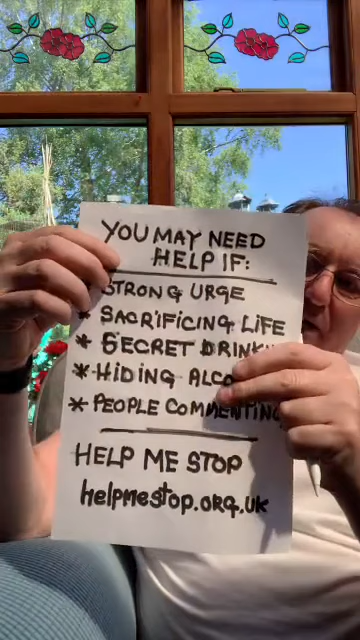 YOU MAY NEED
HELP IF:
STRONG URGE
* SACRIFICING LIFE
* SECRET DRINK
* HIDING ALCO
* PEOPLE COMMENTING
HELP ME STOP
helpmestop.org.uk